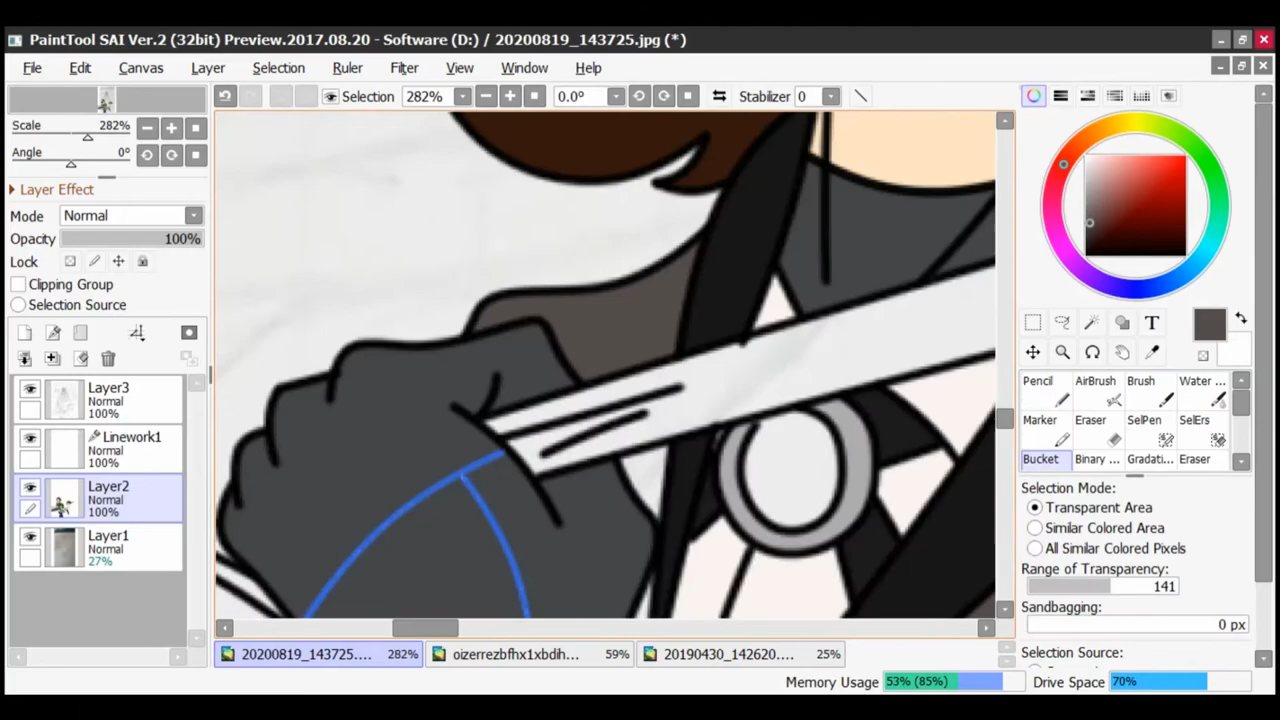 PaintTool SAI Ver.2 (32bit) Preview.2017.08.20 - Software (D:) / 20200819_143725.jpg (*)
File Edit Canvas Layer Selection Ruler Filter View Window Help
Selection 282% 0.0° Stabilizer 0
Scale 282%
Angle 0°
Layer Effect
Mode Normal
Opacity 100%
Lock
Clipping Group
Selection Source
Layer3
Normal
100%
Linework1
Normal
100%
Layer2
Normal
100%
Layer1
Normal
27%
T
Pencil AirBrush Brush Water ...
Marker Eraser SelPen SelErs
Bucket Binary ... Gradati... Eraser
Selection Mode:
Transparent Area
Similar Colored Area
All Similar Colored Pixels
Range of Transparency:
141
Sandbagging:
0 px
Selection Source:
20200819_143725.... 282% oizerrezbfhx1xbdih... 59% 20190430_142620.... 25%
Memory Usage 53% (85%) Drive Space 70%